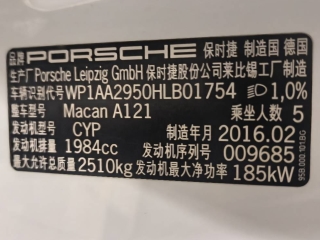 品牌 PORSCHE 保时捷 制造国 德国
生产厂 Porsche Leipzig GmbH 保时捷股份公司莱比锡工厂制造
车辆识别代号 WP1AA2950HLB01754 1,0%
整车型号 Macan A121 乘坐人数 5
发动机型号 CYP 制造年月 2016.02
发动机排量 1984cc 发动机序号 009685
最大允许总质量 2510kg 发动机最大净功率 185kW
95B.000.101.BG